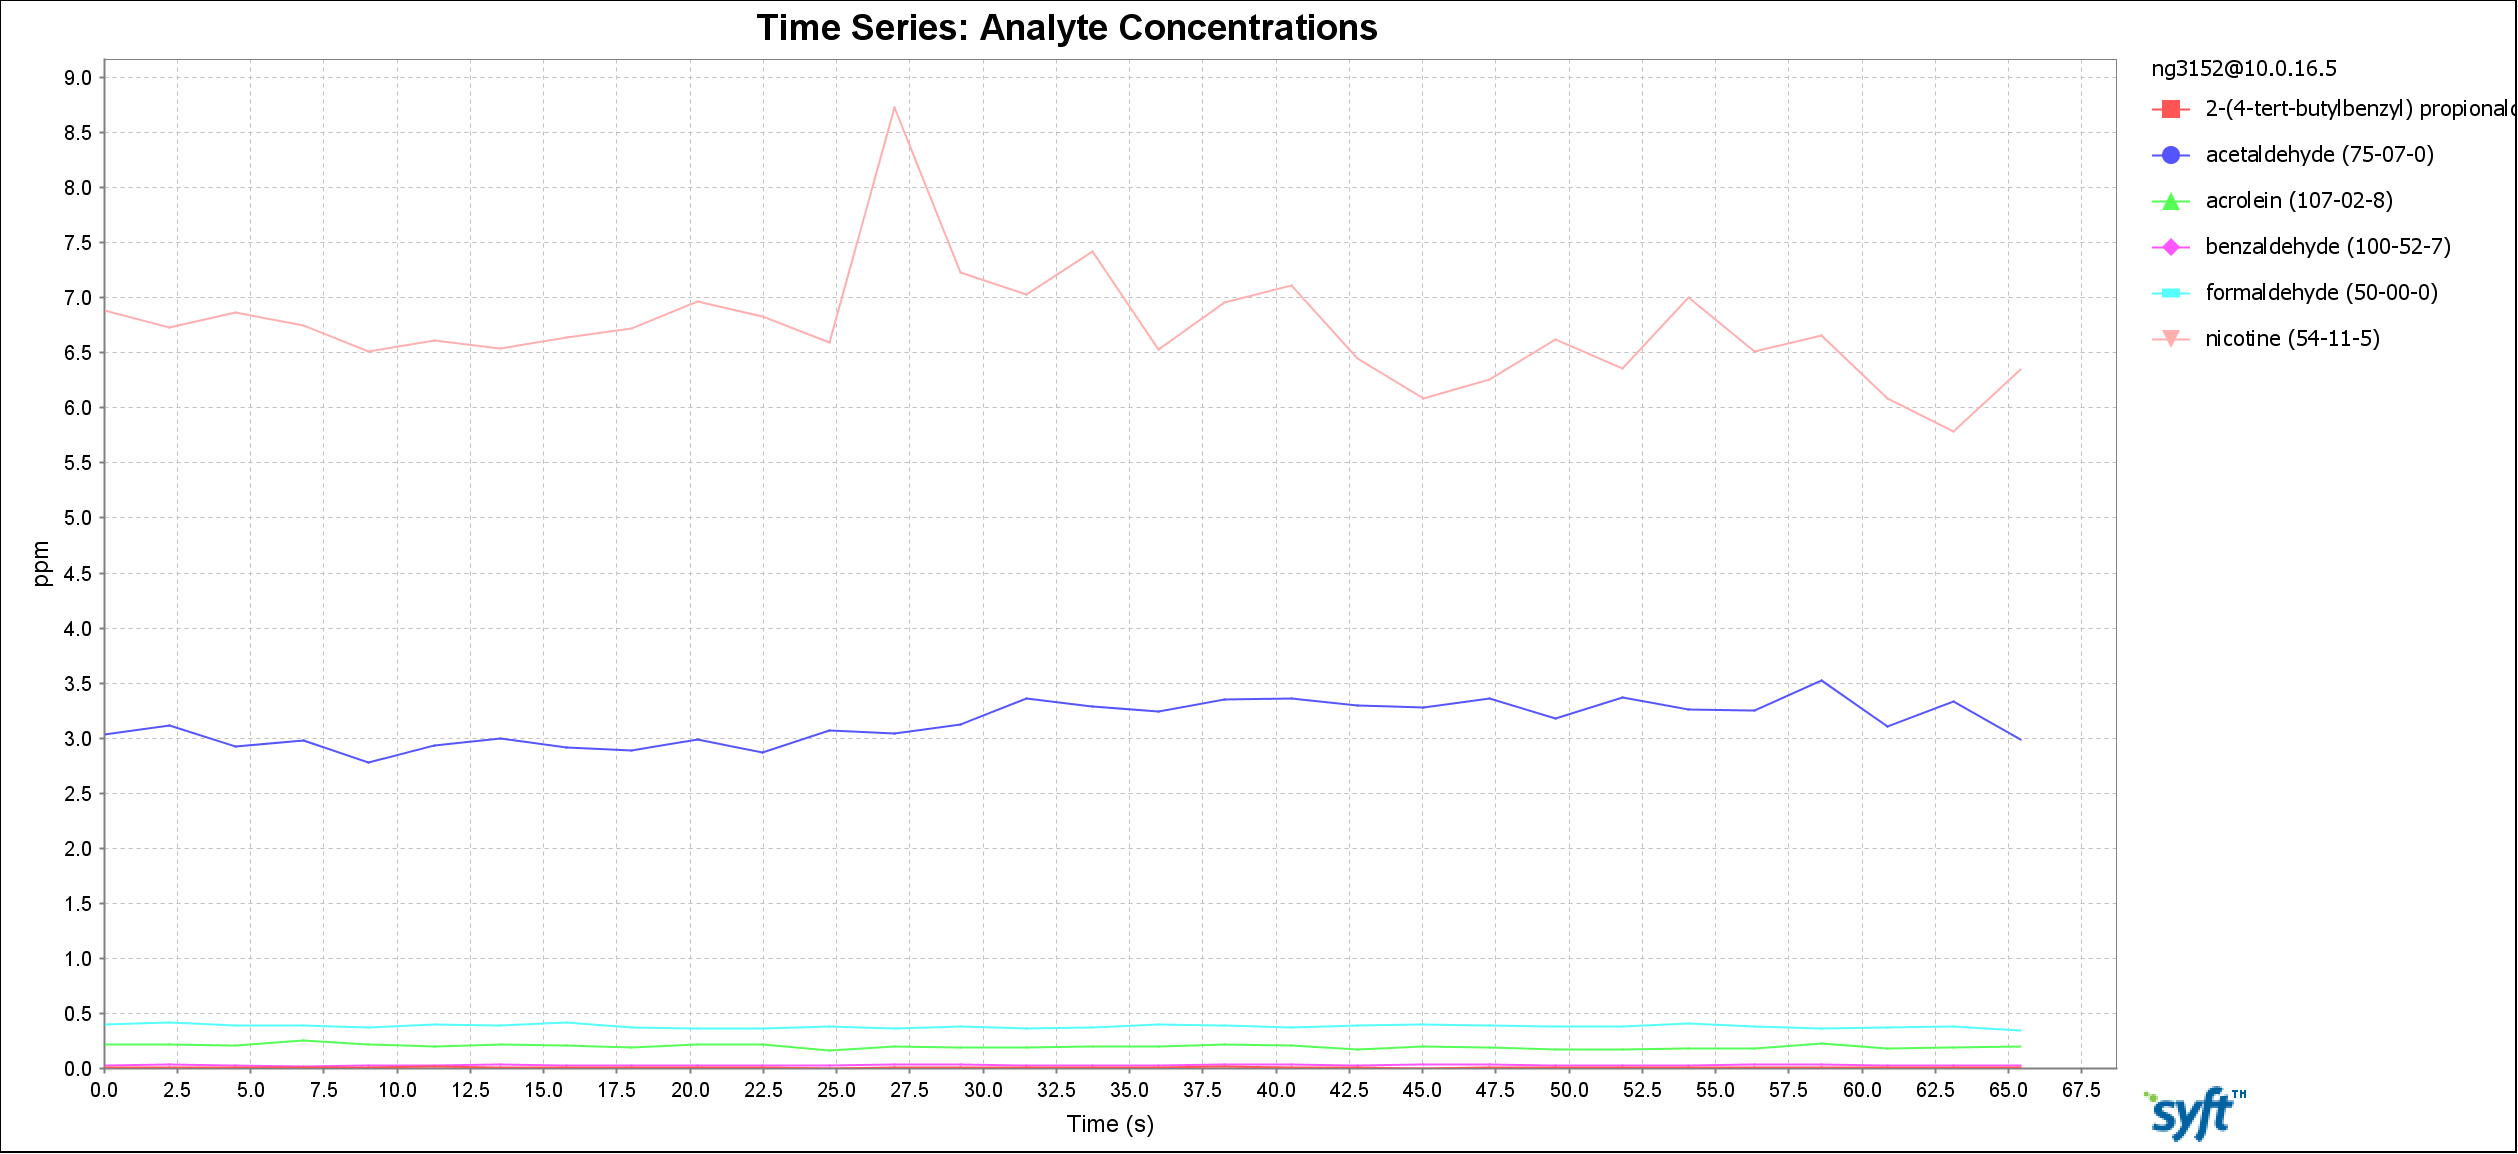 Time Series: Analyte Concentrations
ng3152@10.0.16.5
2-(4-tert-butylbenzyl) propionald
acetaldehyde (75-07-0)
acrolein (107-02-8)
benzaldehyde (100-52-7)
formaldehyde (50-00-0)
nicotine (54-11-5)
9.0
8.5
8.0
7.5
7.0
6.5
6.0
5.5
5.0
4.5
4.0
3.5
3.0
2.5
2.0
1.5
1.0
0.5
0.0
ppm
0.0 2.5 5.0 7.5 10.0 12.5 15.0 17.5 20.0 22.5 25.0 27.5 30.0 32.5 35.0 37.5 40.0 42.5 45.0 47.5 50.0 52.5 55.0 57.5 60.0 62.5 65.0 67.5
Time (s)
syft™